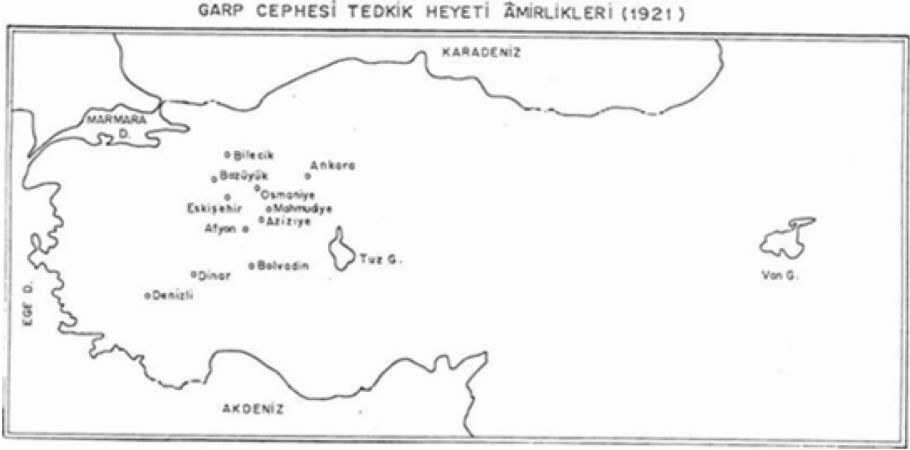 GARP CEPHESİ TEDKİK HEYETİ ÂMİRLİKLERİ (1921)
KARADENİZ
MARMARA
D.
Bilecik
Ankara
Bozüyük
Osmaniye
Eskişehir
Mahmudiye
Aziziye
Afyon
Tuz G.
Bolvadin
Van G.
Dinar
Denizli
EGE D.
AKDENİZ